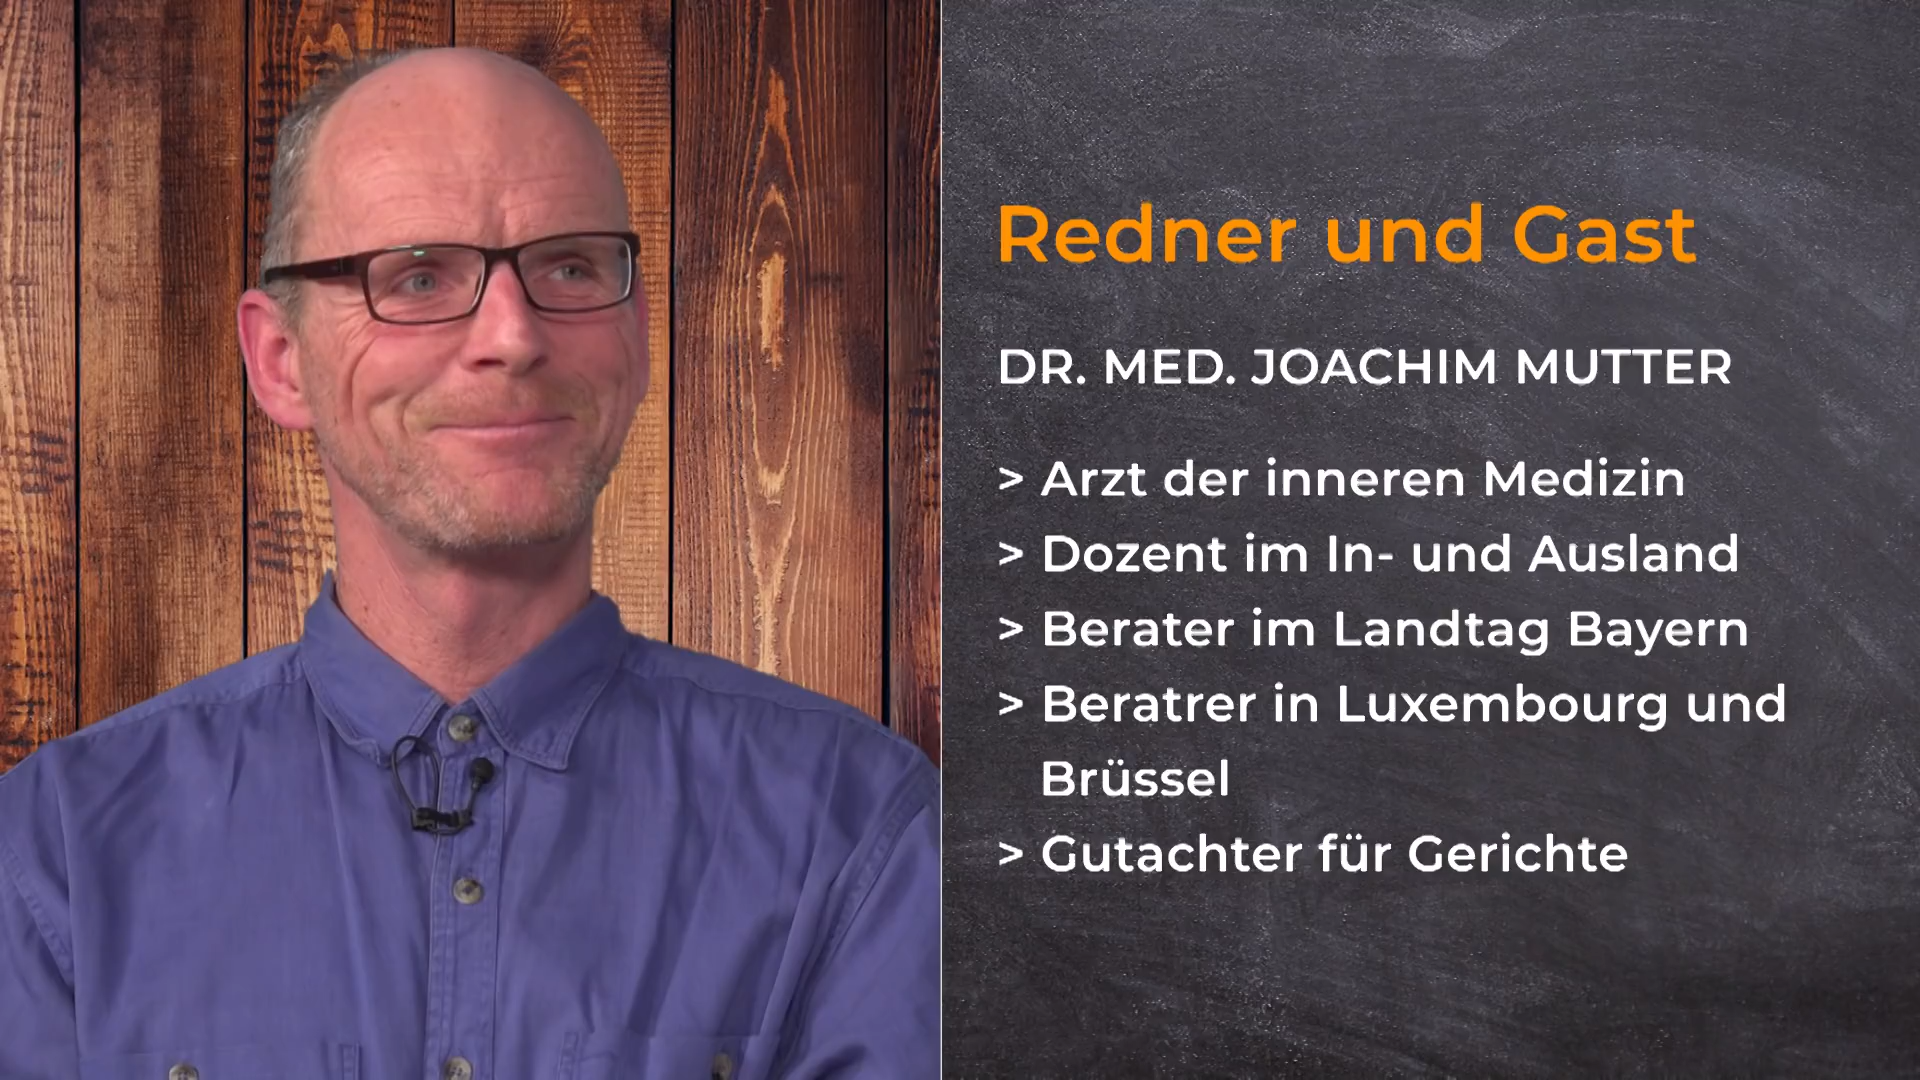 Redner und Gast
DR. MED. JOACHIM MUTTER
> Arzt der inneren Medizin
> Dozent im In- und Ausland
> Berater im Landtag Bayern
> Beratrer in Luxembourg und
Brüssel
> Gutachter für Gerichte